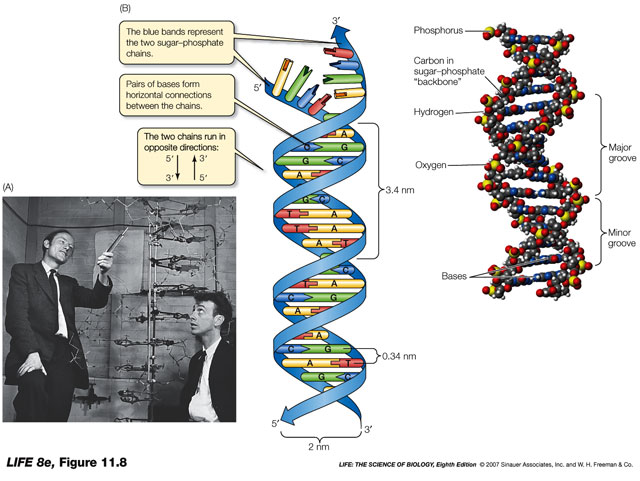 (B)
The blue bands represent
the two sugar–phosphate
chains.
Pairs of bases form
horizontal connections
between the chains.
The two chains run in
opposite directions:
5′ 3′
3′ 5′
(A)
3′
5′
A
C G
G C
A
G C
T A
T A
A T
C
T A
C G
A
C G
A T
G C
3.4 nm
0.34 nm
5′ 3′
2 nm
Phosphorus
Carbon in
sugar–phosphate
“backbone”
Hydrogen
Oxygen
Bases
Major
groove
Minor
groove
LIFE 8e, Figure 11.8
LIFE: THE SCIENCE OF BIOLOGY, Eighth Edition © 2007 Sinauer Associates, Inc. and W. H. Freeman & Co.